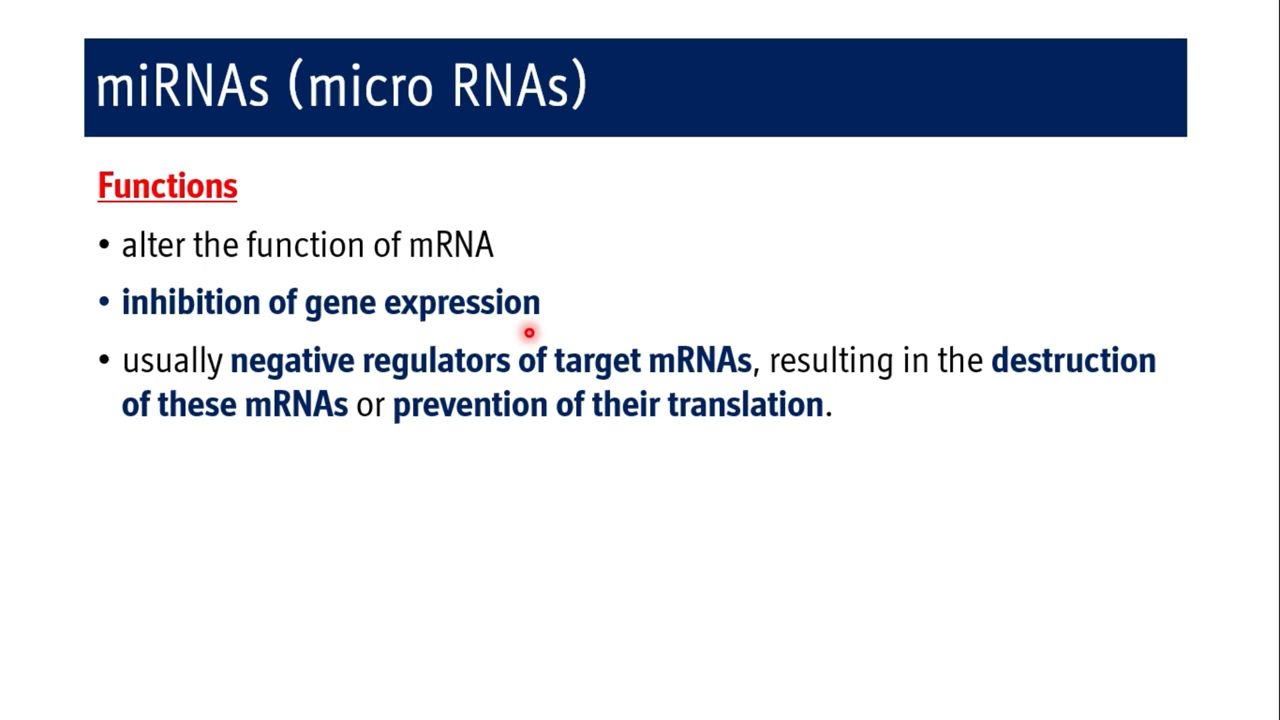 miRNAs (micro RNAs)
Functions
• alter the function of mRNA
• inhibition of gene expression
• usually negative regulators of target mRNAs, resulting in the destruction
of these mRNAs or prevention of their translation.